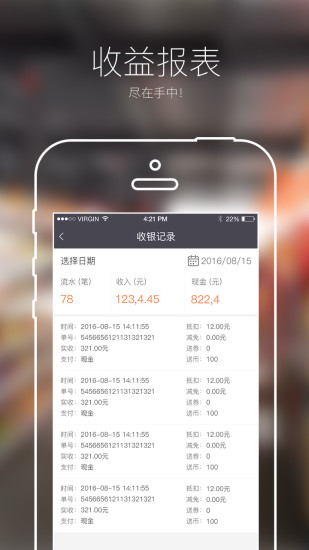 收益报表
尽在手中!
VIRGIN 4:21 PM 22%
收银记录
选择日期 2016/08/15
流水 (笔) 收入 (元) 现金 (元)
78 123,4.45 822,4
时间: 2016-08-15 14:11:55 抵扣: 12.00元
单号: 5456656121131321321 减免: 0.00元
实收: 321.00元 送券: 0
支付: 现金 送币: 100
时间: 2016-08-15 14:11:55 抵扣: 12.00元
单号: 5456656121131321321 减免: 0.00元
实收: 321.00元 送券: 0
支付: 现金 送币: 100
时间: 2016-08-15 14:11:55 抵扣: 12.00元
单号: 5456656121131321321 减免: 0.00元
实收: 321.00元 送券: 0
支付: 现金 送币: 100
时间: 2016-08-15 14:11:55 抵扣: 12.00元
单号: 5456656121131321321 减免: 0.00元
实收: 321.00元 送券: 0
支付: 现金 送币: 100